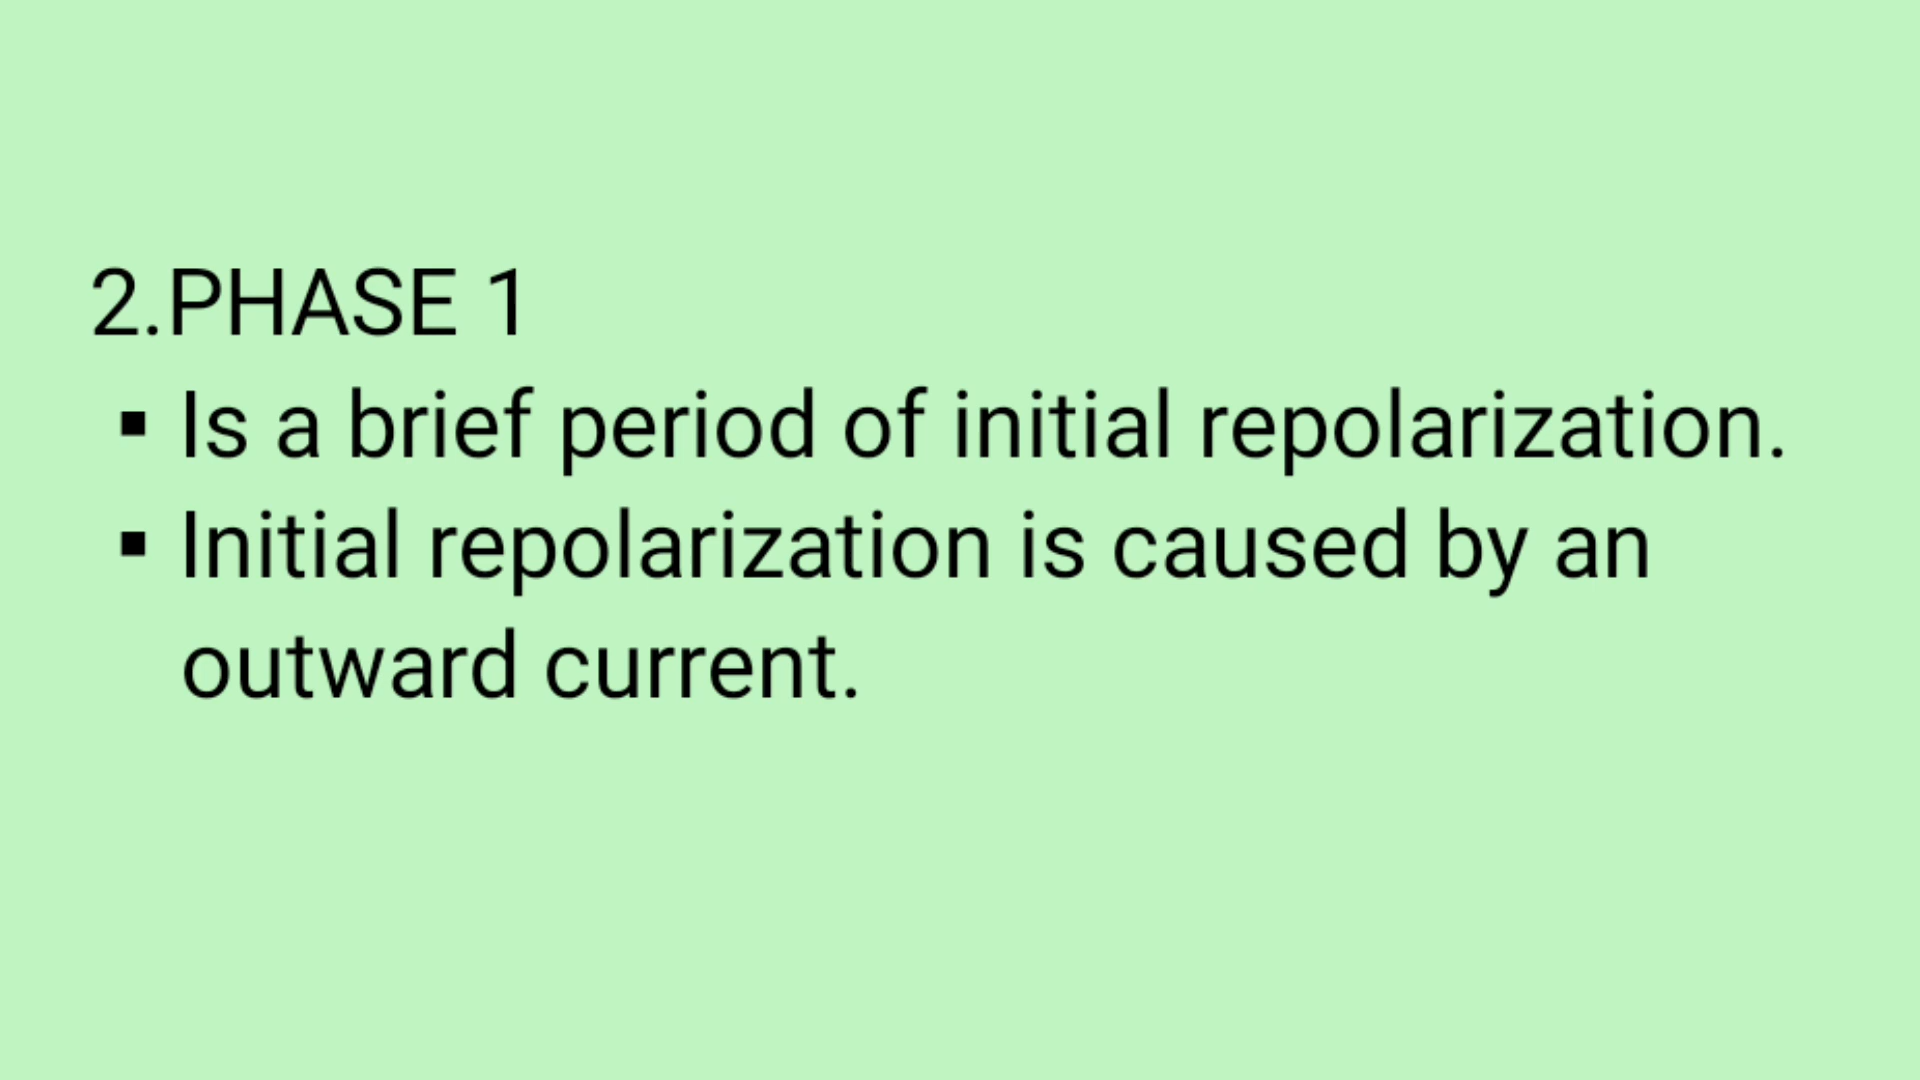 2.PHASE 1
▪ Is a brief period of initial repolarization.
▪ Initial repolarization is caused by an
outward current.